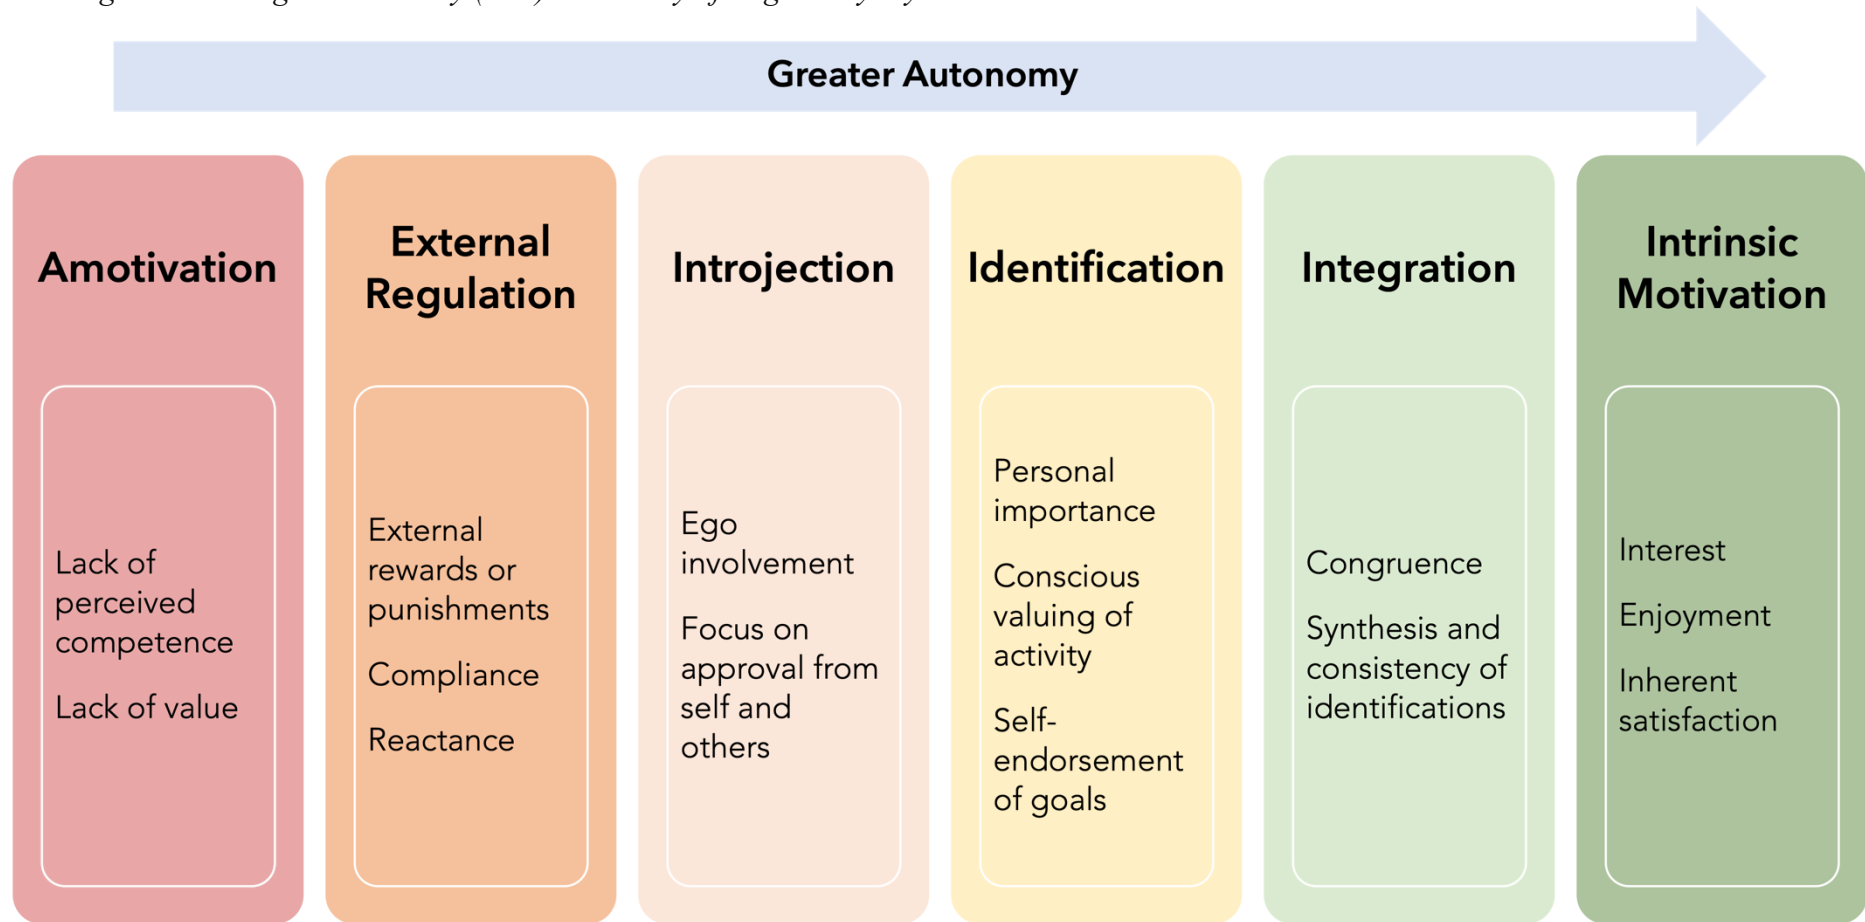 Greater Autonomy
Amotivation
Lack of
perceived
competence
Lack of value
External
Regulation
External
rewards or
punishments
Compliance
Reactance
Introjection
Ego
involvement
Focus on
approval from
self and
others
Identification
Personal
importance
Conscious
valuing of
activity
Self-
endorsement
of goals
Integration
Congruence
Synthesis and
consistency of
identifications
Intrinsic
Motivation
Interest
Enjoyment
Inherent
satisfaction